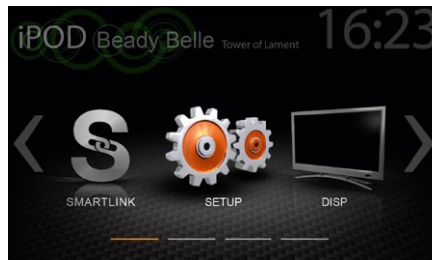 iPOD Beady Belle Tower of Lament 16:23
SMARTLINK SETUP DISP